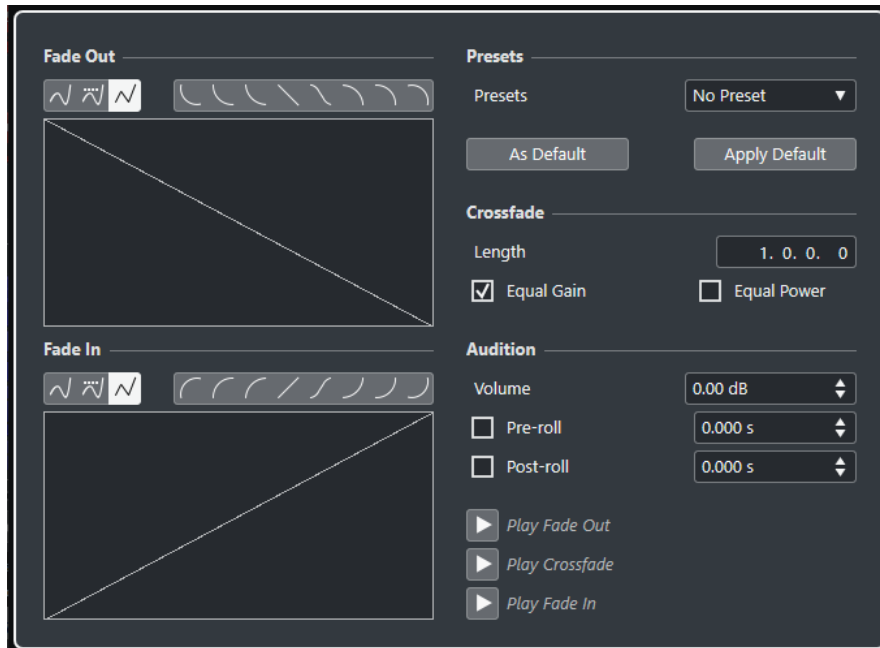 Fade Out
Presets
Presets
No Preset
As Default
Apply Default
Crossfade
Length
1. 0. 0. 0
Equal Gain
Equal Power
Fade In
Audition
Volume
0.00 dB
Pre-roll
0.000 s
Post-roll
0.000 s
Play Fade Out
Play Crossfade
Play Fade In